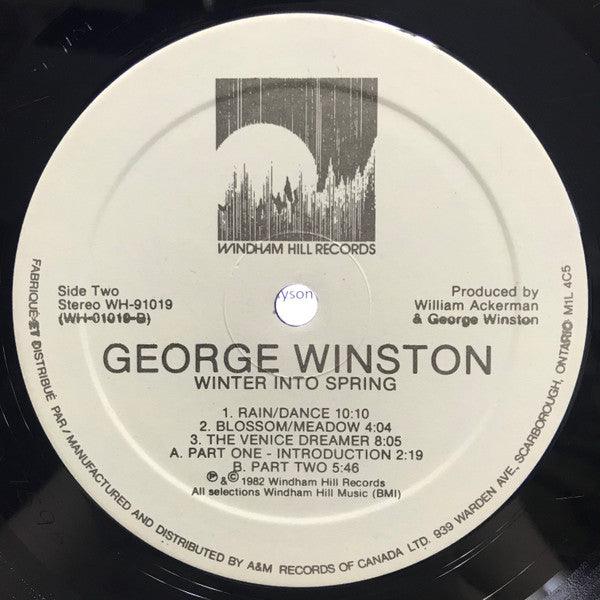 WINDHAM HILL RECORDS
Side Two
Stereo WH-91019
(WH-01019-B)
yson
Produced by
William Ackerman
& George Winston
GEORGE WINSTON
WINTER INTO SPRING
1. RAIN/DANCE 10:10
2. BLOSSOM/MEADOW 4:04
3. THE VENICE DREAMER 8:05
A. PART ONE - INTRODUCTION 2:19
B. PART TWO 5:46
℗ & © 1982 Windham Hill Records
All selections Windham Hill Music (BMI)
FABRIQUÉ ET DISTRIBUÉ PAR / MANUFACTURED AND DISTRIBUTED BY A&M RECORDS OF CANADA LTD. 939 WARDEN AVE, SCARBOROUGH, ONTARIO M1L 4C5